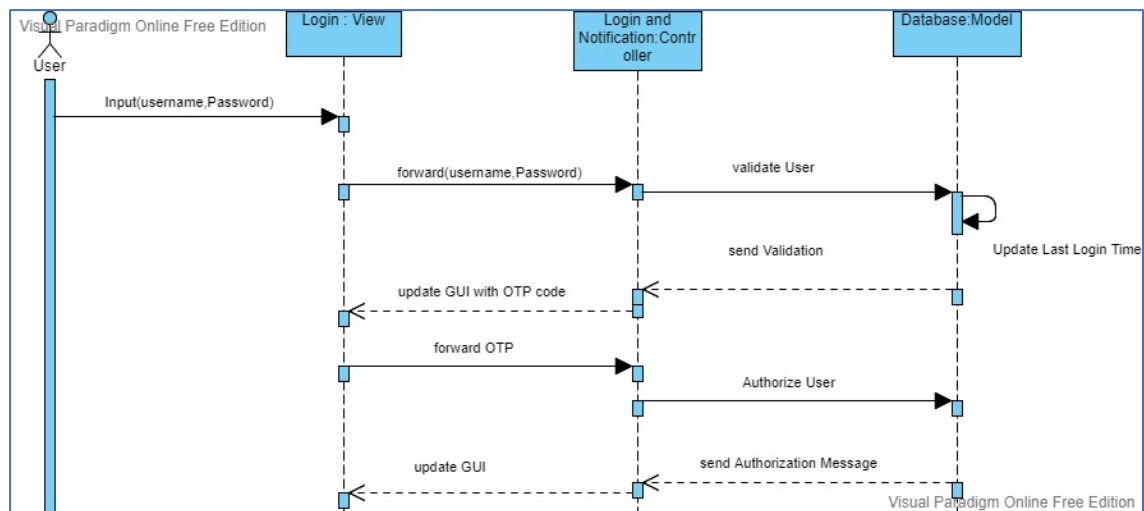 Visual Paradigm Online Free Edition
User
Login : View
Login and
Notification:Contr
oller
Database:Model
Input(username,Password)
forward(username,Password)
validate User
Update Last Login Time
send Validation
update GUI with OTP code
forward OTP
Authorize User
send Authorization Message
update GUI
Visual Paradigm Online Free Edition